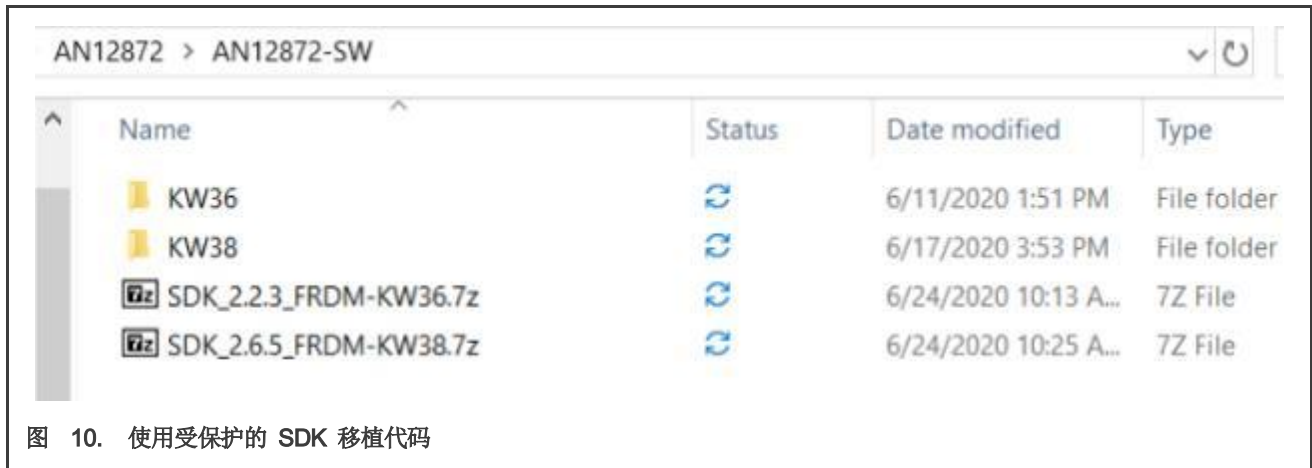 AN12872 > AN12872-SW
Name Status Date modified Type
KW36 6/11/2020 1:51 PM File folder
KW38 6/17/2020 3:53 PM File folder
7z SDK_2.2.3_FRDM-KW36.7z 6/24/2020 10:13 A... 7Z File
7z SDK_2.6.5_FRDM-KW38.7z 6/24/2020 10:25 A... 7Z File
图 10. 使用受保护的 SDK 移植代码